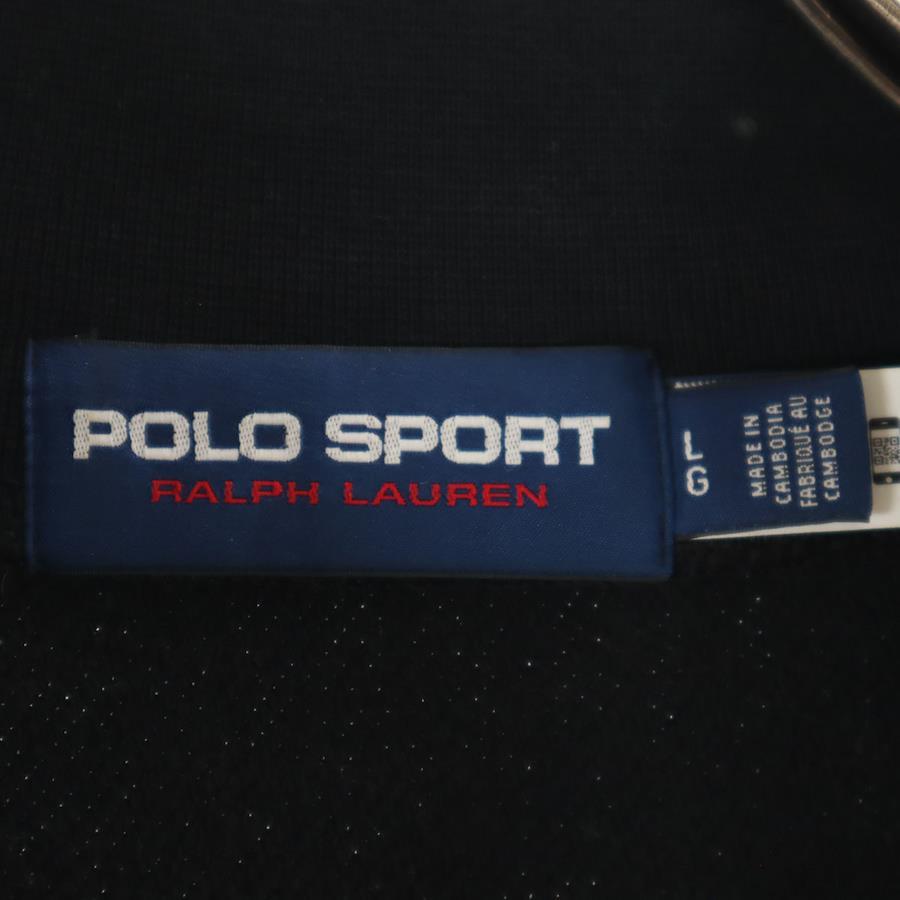 POLO SPORT
RALPH LAUREN
L
G
MADE IN
CAMBODIA
FABRIQUÉ AU
CAMBODGE